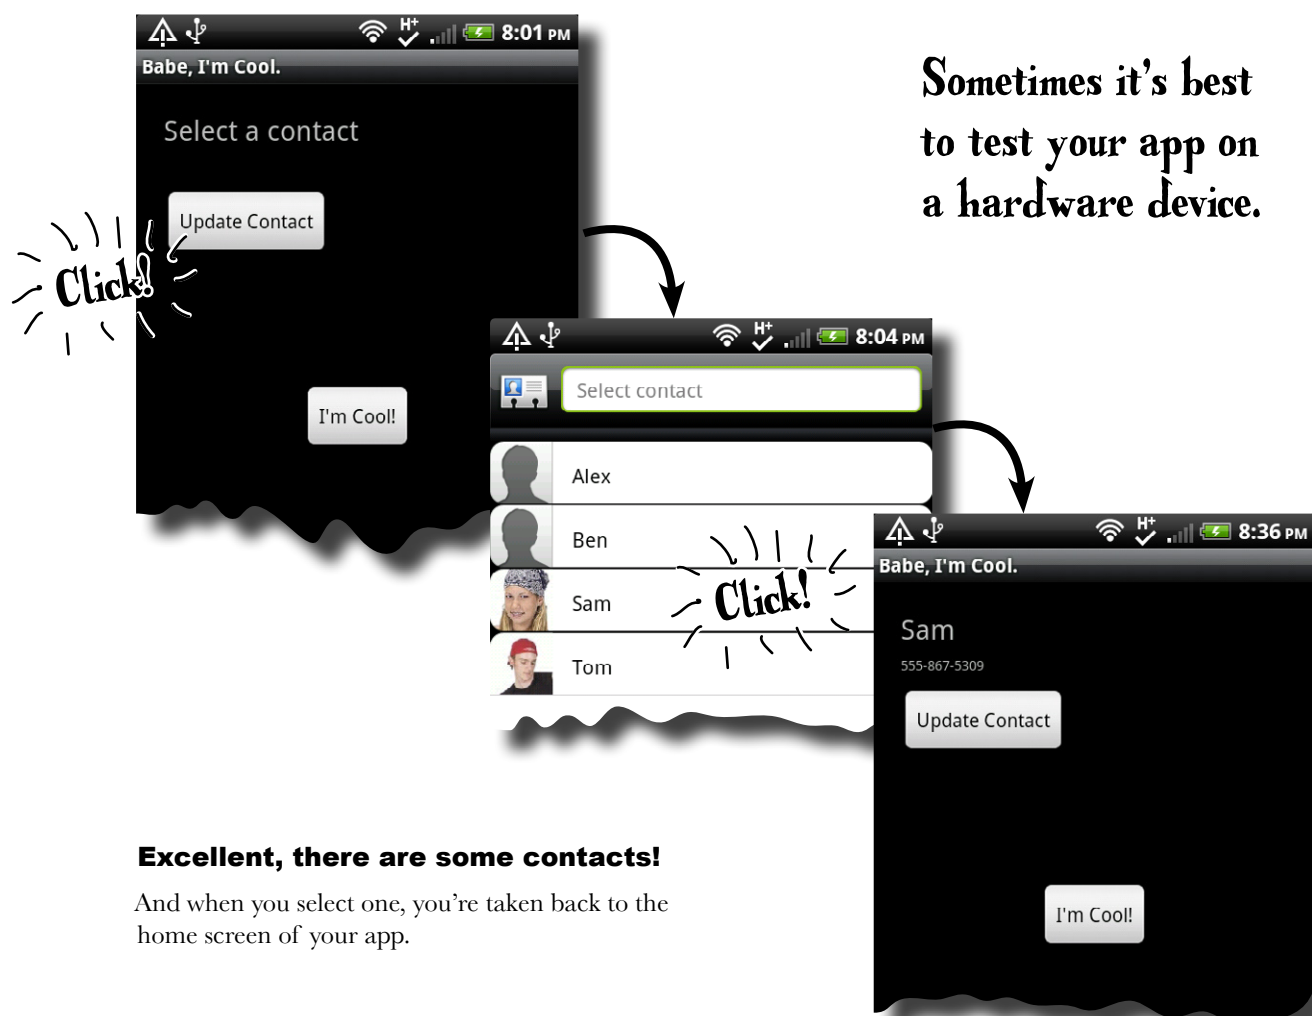 H+
8:01 PM
Babe, I'm Cool.
Select a contact
Update Contact
Click!
I'm Cool!
Sometimes it's best
to test your app on
a hardware device.
H+
8:04 PM
Select contact
Alex
Ben
Sam
Click!
Tom
H+
8:36 PM
Babe, I'm Cool.
Sam
555-867-5309
Update Contact
I'm Cool!
Excellent, there are some contacts!
And when you select one, you're taken back to the
home screen of your app.